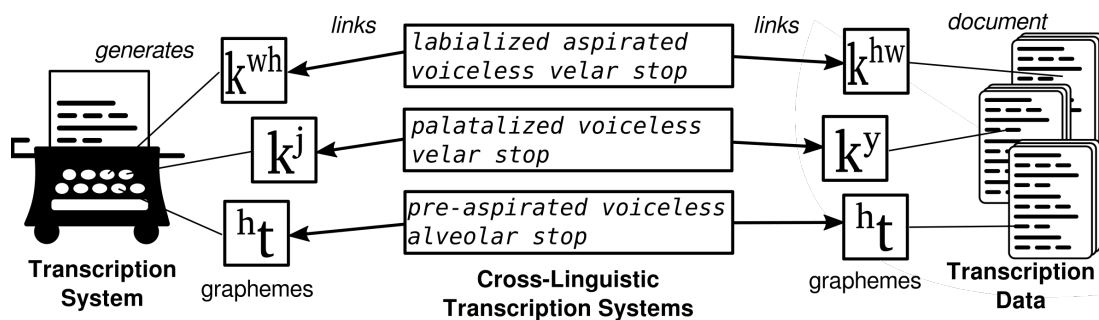 generates
links
links
document
kʷʰ
labialized aspirated
voiceless velar stop
kʰʷ
kʲ
palatalized voiceless
velar stop
kʸ
ʰt
pre-aspirated voiceless
alveolar stop
ʰt
Transcription
System
graphemes
Cross-Linguistic
Transcription Systems
graphemes
Transcription
Data